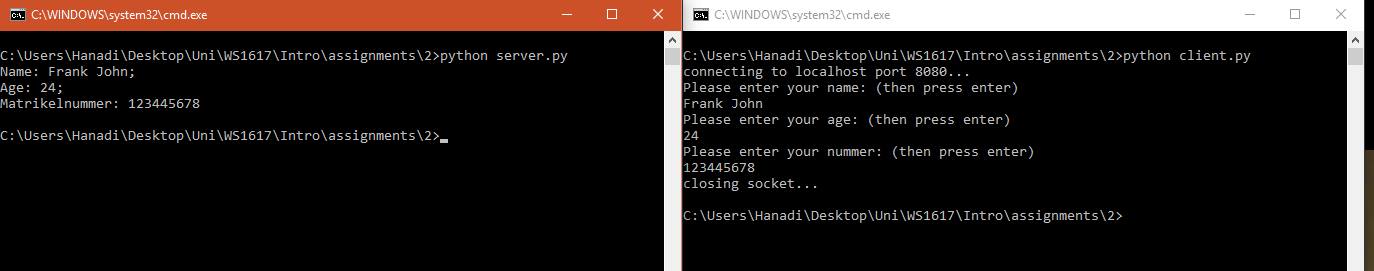 C:\WINDOWS\system32\cmd.exe
C:\Users\Hanadi\Desktop\Uni\WS1617\Intro\assignments\2>python server.py
Name: Frank John;
Age: 24;
Matrikelnummer: 123445678
C:\Users\Hanadi\Desktop\Uni\WS1617\Intro\assignments\2>
C:\WINDOWS\system32\cmd.exe
C:\Users\Hanadi\Desktop\Uni\WS1617\Intro\assignments\2>python client.py
connecting to localhost port 8080...
Please enter your name: (then press enter)
Frank John
Please enter your age: (then press enter)
24
Please enter your nummer: (then press enter)
123445678
closing socket...
C:\Users\Hanadi\Desktop\Uni\WS1617\Intro\assignments\2>